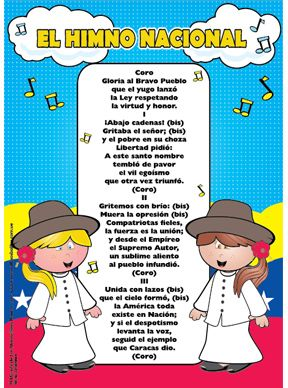 EL HIMNO NACIONAL
Coro
Gloria al Bravo Pueblo
que el yugo lanzó
la Ley respetando
la virtud y honor.
I
¡Abajo cadenas! (bis)
Gritaba el señor; (bis)
y el pobre en su choza
Libertad pidió:
A este santo nombre
tembló de pavor
el vil egoísmo
que otra vez triunfó.
(Coro)
II
Gritemos con brío: (bis)
Muera la opresión (bis)
Compatriotas fieles,
la fuerza es la unión;
y desde el Empíreo
el Supremo Autor,
un sublime aliento
al pueblo infundió.
(Coro)
III
Unida con lazos (bis)
que el cielo formó, (bis)
la América toda
existe en Nación;
y si el despotismo
levanta la voz,
seguid el ejemplo
que Caracas dio.
(Coro)